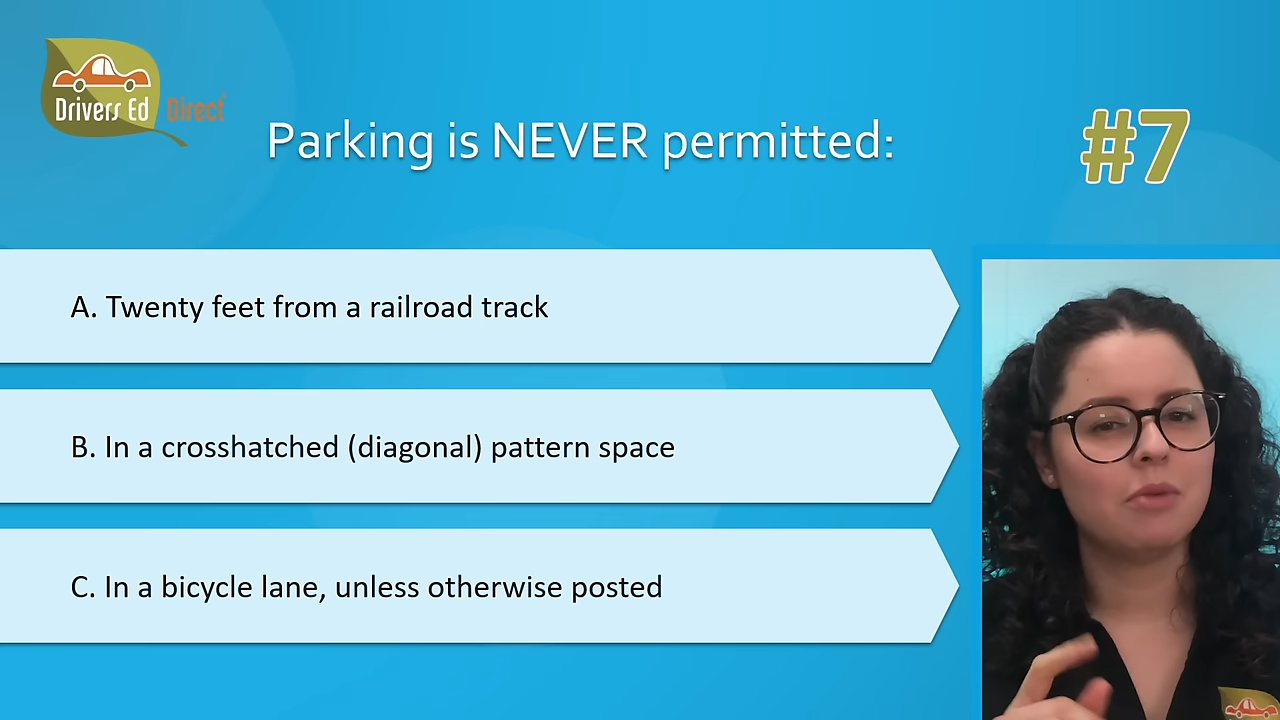 Drivers Ed Direct
Parking is NEVER permitted:
#7
A. Twenty feet from a railroad track
B. In a crosshatched (diagonal) pattern space
C. In a bicycle lane, unless otherwise posted